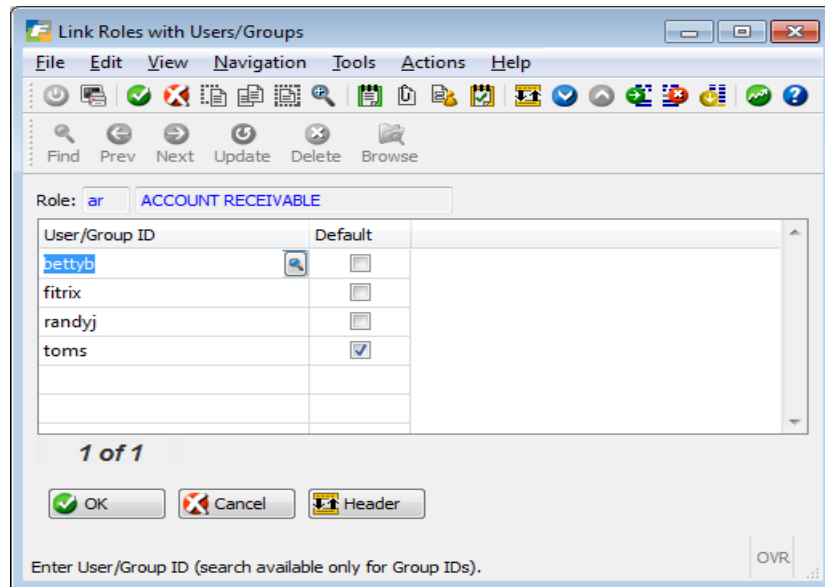 Link Roles with Users/Groups
File Edit View Navigation Tools Actions Help
Find Prev Next Update Delete Browse
Role: ar ACCOUNT RECEIVABLE
User/Group ID Default
bettyb
fitrix
randyj
toms
1 of 1
OK Cancel Header
Enter User/Group ID (search available only for Group IDs). OVR